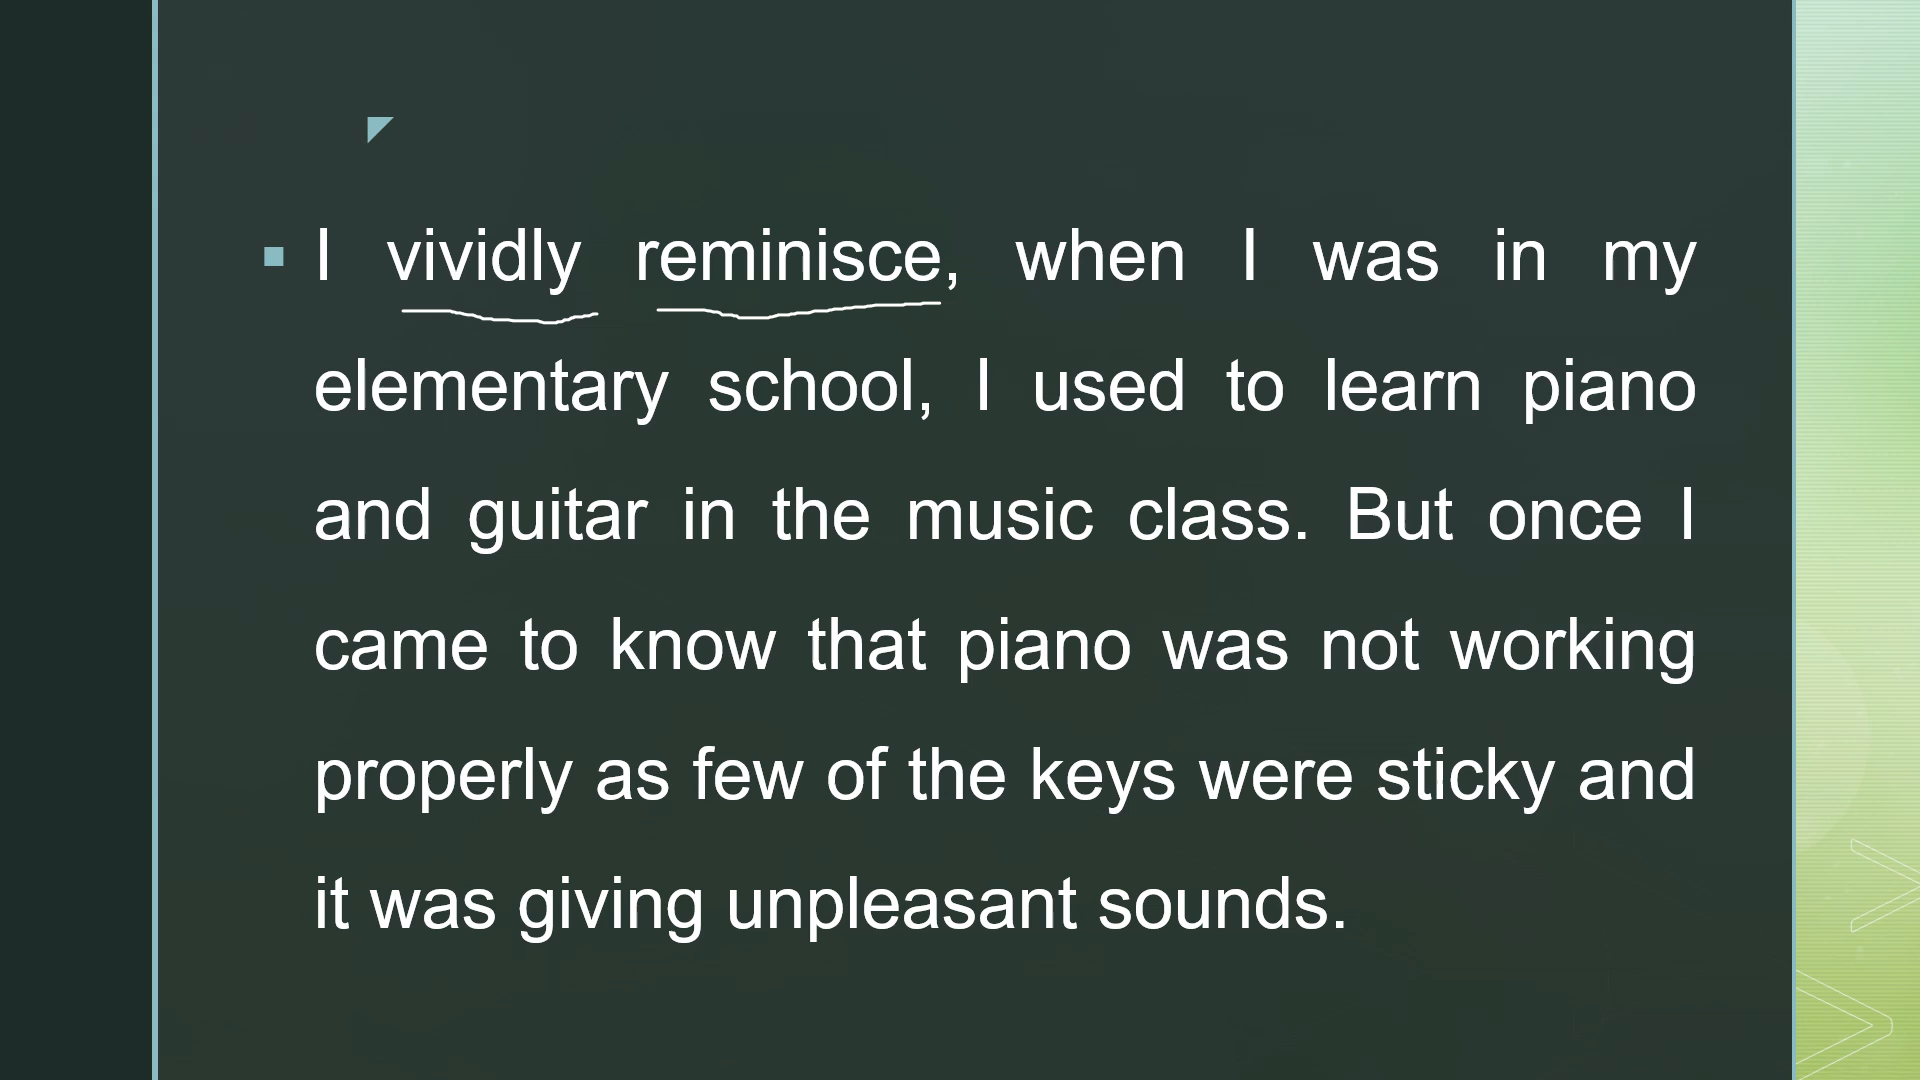 I vividly reminisce, when I was in my
elementary school, I used to learn piano
and guitar in the music class. But once I
came to know that piano was not working
properly as few of the keys were sticky and
it was giving unpleasant sounds.